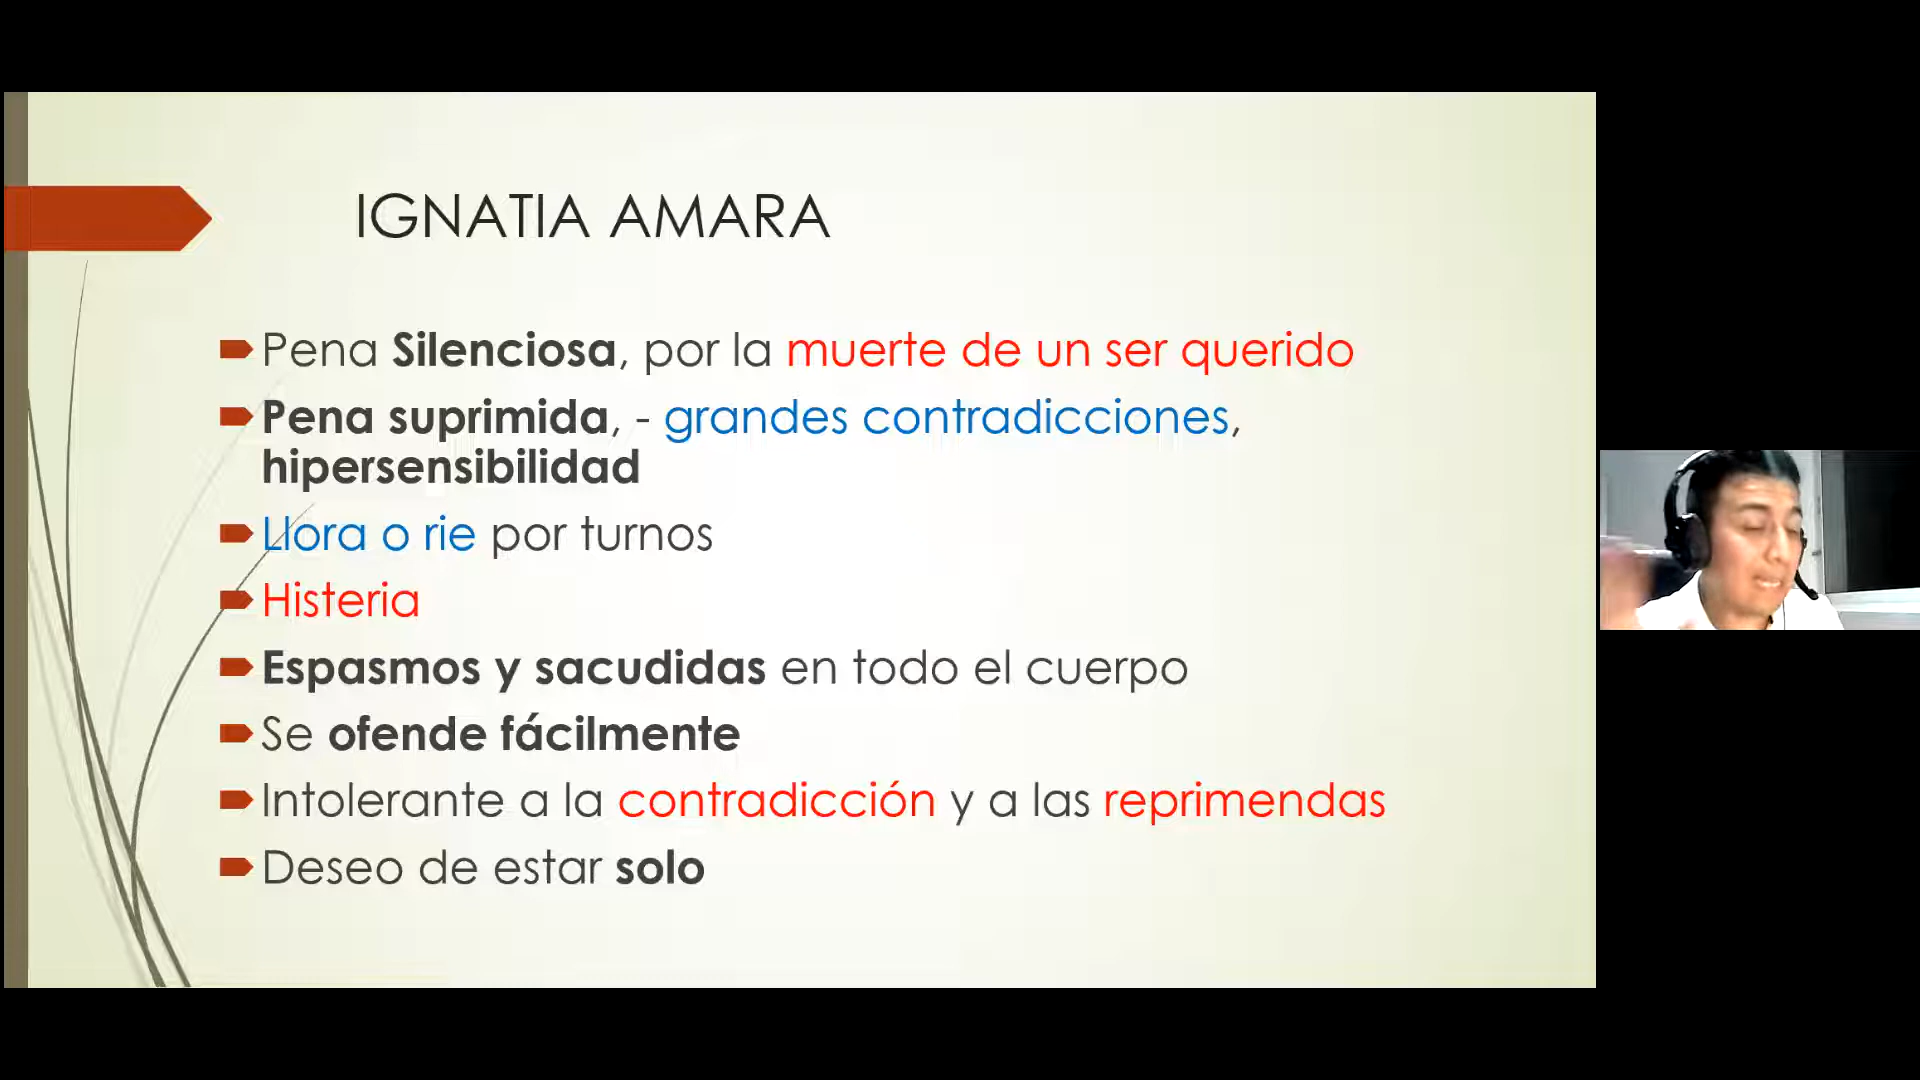 IGNATIA AMARA
Pena Silenciosa, por la muerte de un ser querido
Pena suprimida, - grandes contradicciones,
hipersensibilidad
Llora o rie por turnos
Histeria
Espasmos y sacudidas en todo el cuerpo
Se ofende fácilmente
Intolerante a la contradicción y a las reprimendas
Deseo de estar solo